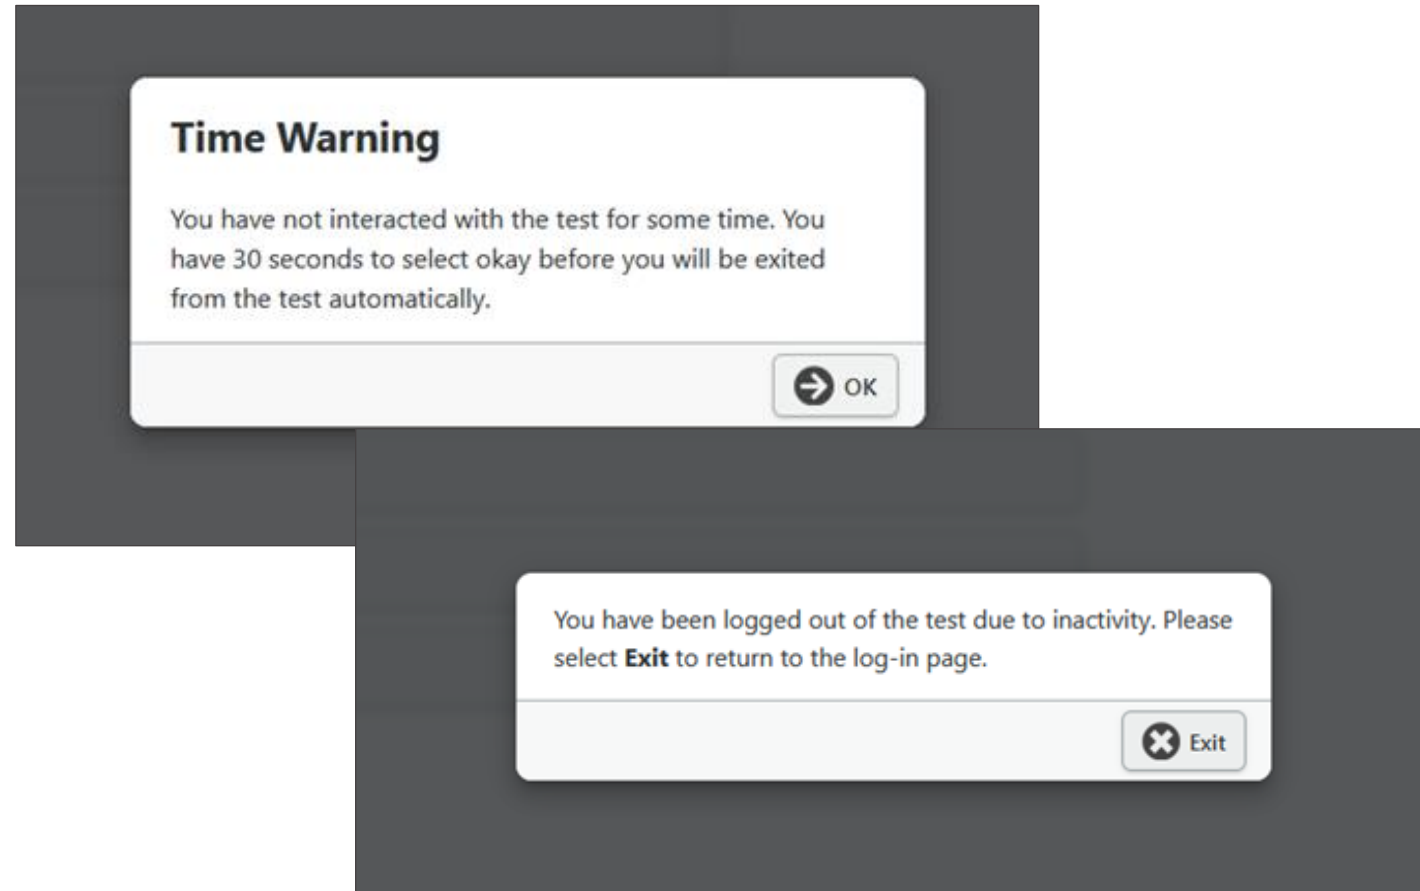 Time Warning
You have not interacted with the test for some time. You
have 30 seconds to select okay before you will be exited
from the test automatically.
OK
You have been logged out of the test due to inactivity. Please
select Exit to return to the log-in page.
Exit